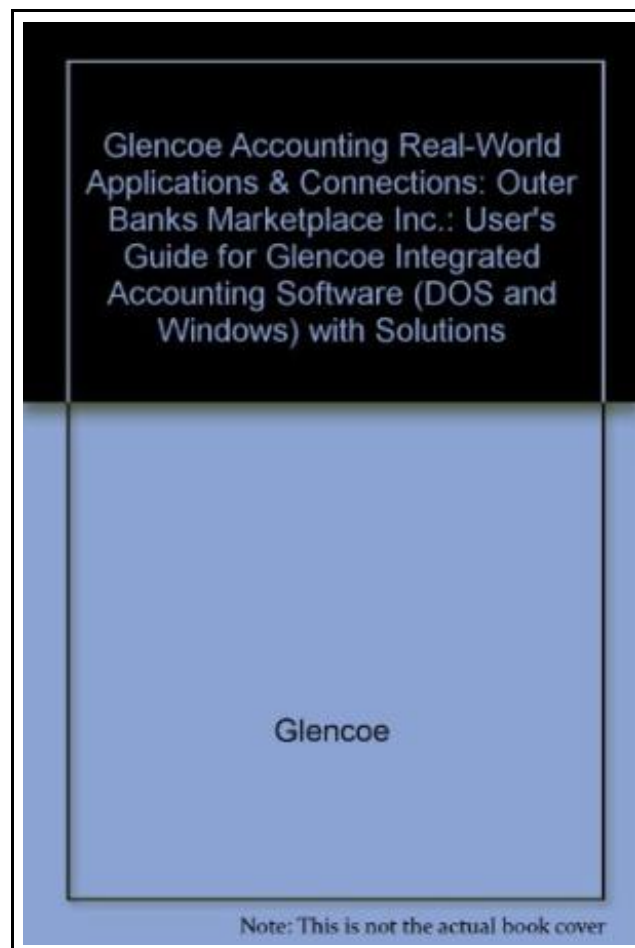 Glencoe Accounting Real-World
Applications & Connections: Outer
Banks Marketplace Inc.: User's
Guide for Glencoe Integrated
Accounting Software (DOS and
Windows) with Solutions
Glencoe
Note: This is not the actual book cover